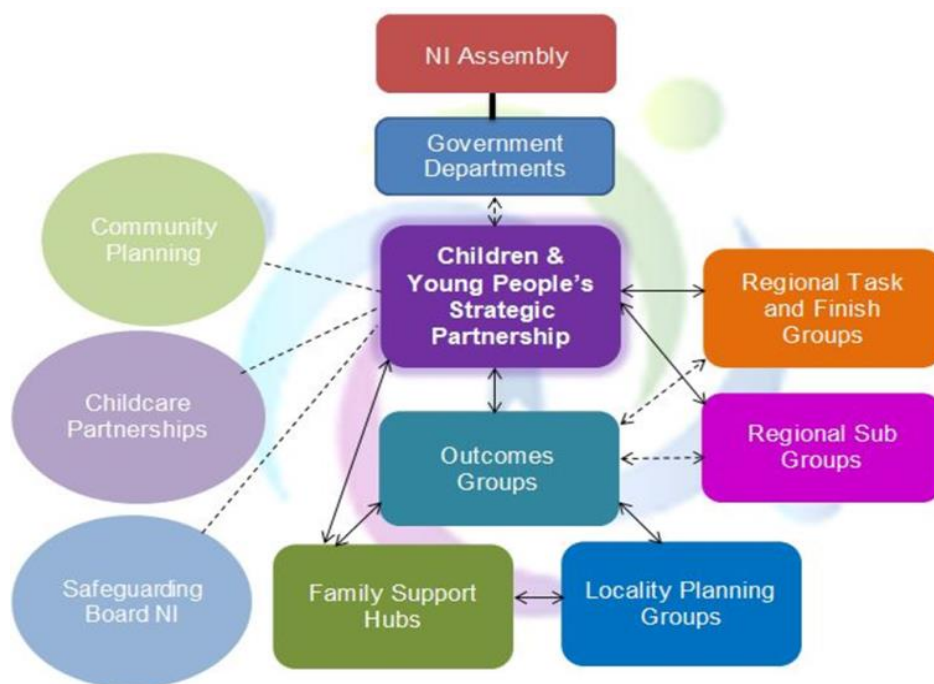 NI Assembly
Government
Departments
Community
Planning
Children &
Young People's
Strategic
Partnership
Regional Task
and Finish
Groups
Childcare
Partnerships
Outcomes
Groups
Regional Sub
Groups
Safeguarding
Board NI
Family Support
Hubs
Locality Planning
Groups